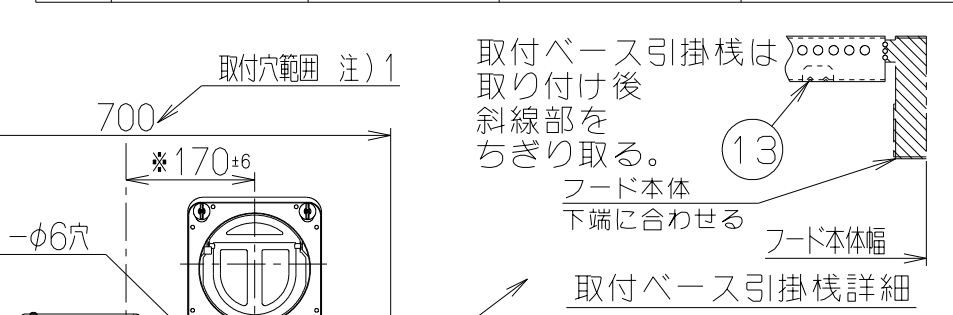 取付穴範囲 注)1
700
※170±6
-φ6穴
取付ベース引掛桟は
取り付け後
斜線部を
ちぎり取る。
13
フード本体
下端に合わせる
フード本体幅
取付ベース引掛桟詳細